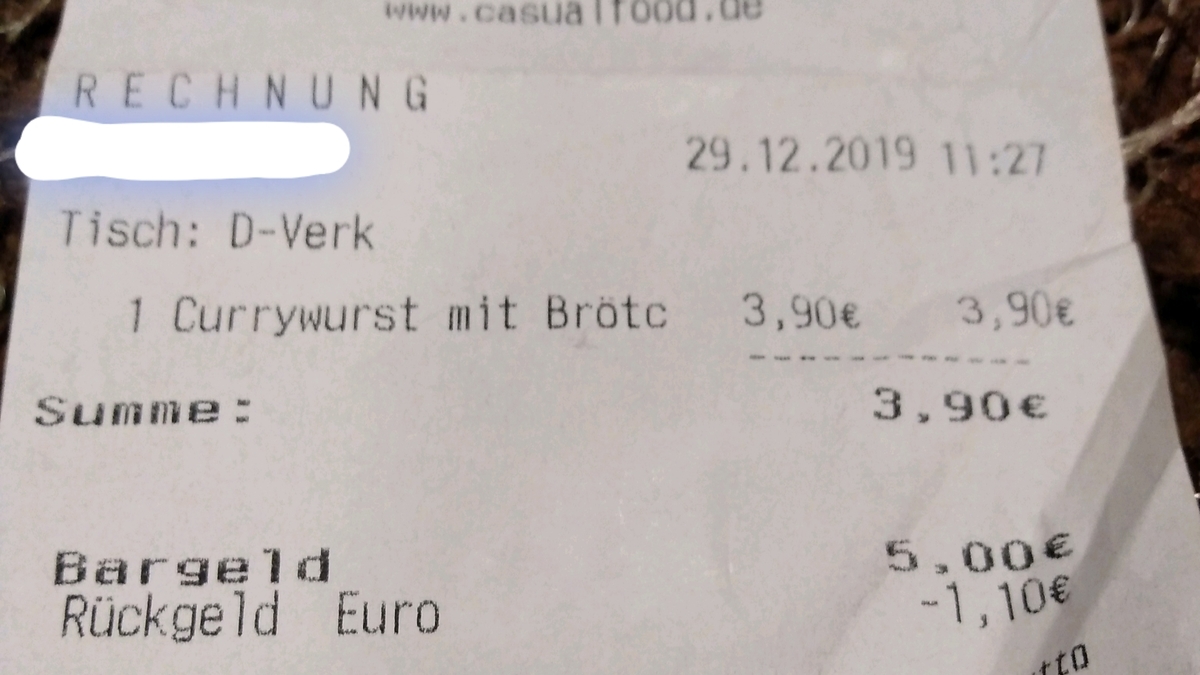 www.casualfood.de
RECHNUNG
29.12.2019 11:27
Tisch: D-Verk
1 Currywurst mit Brötc 3,90€ 3,90€
------------
Summe: 3,90€
Bargeld 5,00€
Rückgeld Euro -1,10€